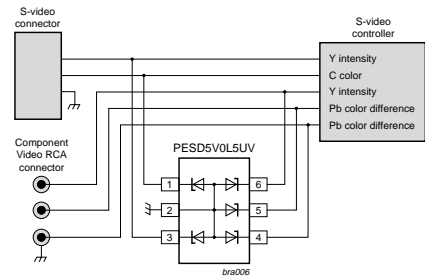 S-video
connector
S-video
controller
Y intensity
C color
Y intensity
Pb color difference
Pb color difference
Component
Video RCA
connector
PESD5V0L5UV
1
6
2
5
3
4
bra006